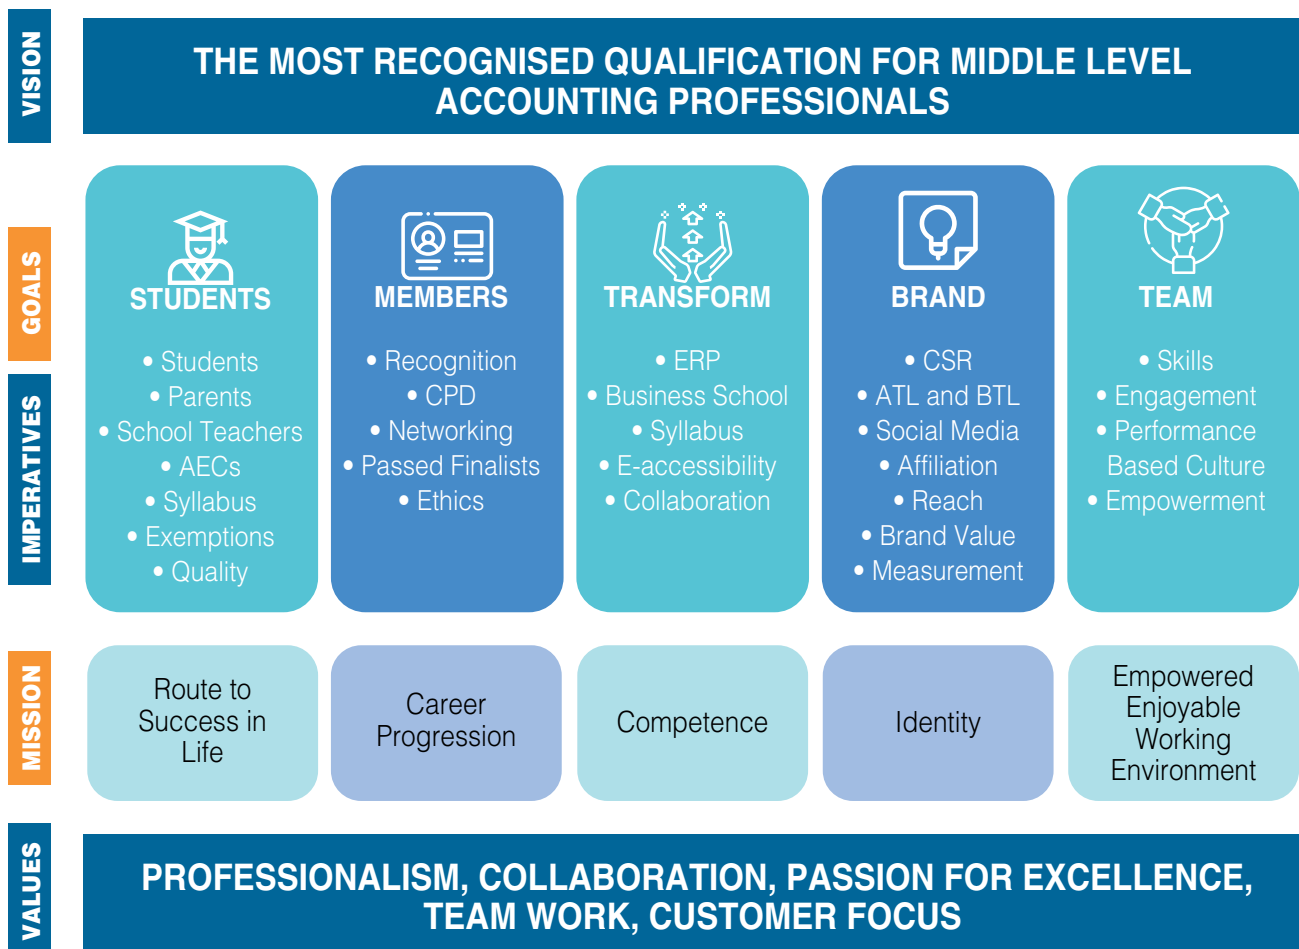 VISION
THE MOST RECOGNISED QUALIFICATION FOR MIDDLE LEVEL
ACCOUNTING PROFESSIONALS
GOALS
IMPERATIVES
STUDENTS
• Students
• Parents
• School Teachers
• AECs
• Syllabus
• Exemptions
• Quality
MEMBERS
• Recognition
• CPD
• Networking
• Passed Finalists
• Ethics
TRANSFORM
• ERP
• Business School
• Syllabus
• E-accessibility
• Collaboration
BRAND
• CSR
• ATL and BTL
• Social Media
• Affiliation
• Reach
• Brand Value
• Measurement
TEAM
• Skills
• Engagement
• Performance
Based Culture
• Empowerment
MISSION
Route to
Success in
Life
Career
Progression
Competence
Identity
Empowered
Enjoyable
Working
Environment
VALUES
PROFESSIONALISM, COLLABORATION, PASSION FOR EXCELLENCE,
TEAM WORK, CUSTOMER FOCUS